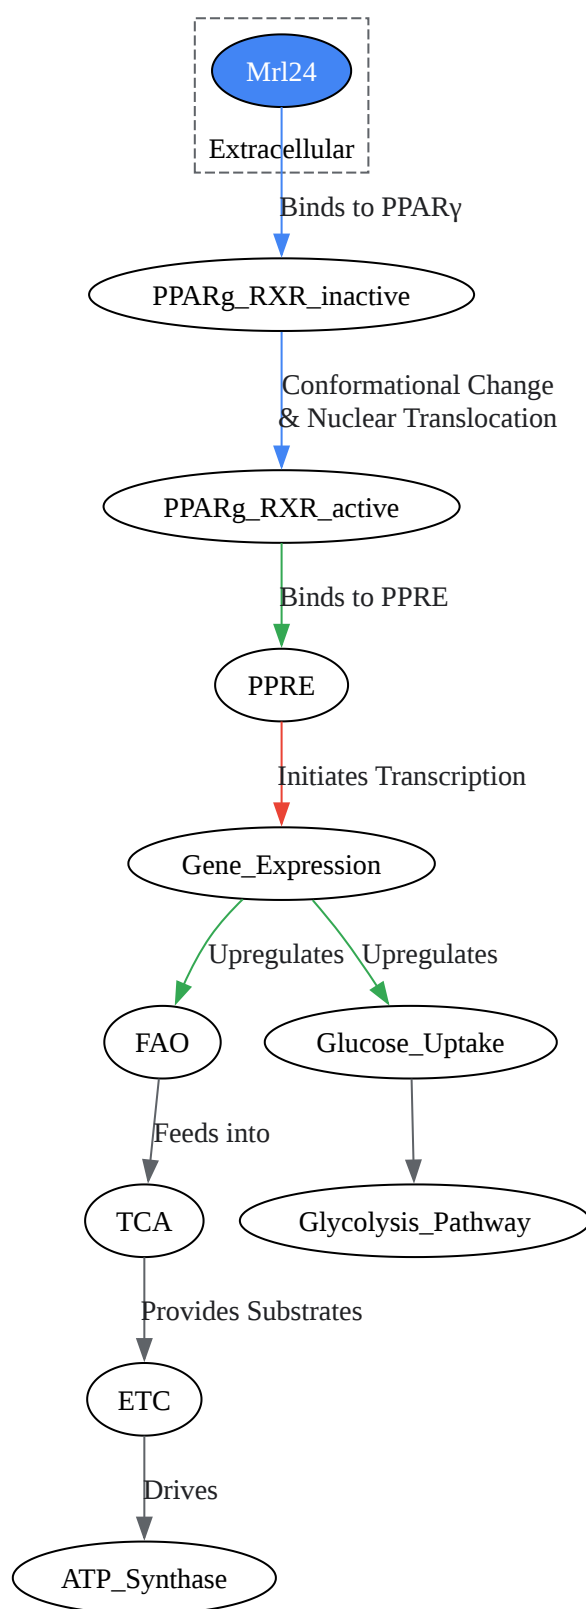 Mrl24
Extracellular
Binds to PPARγ
PPARg_RXR_inactive
Conformational Change
& Nuclear Translocation
PPARg_RXR_active
Binds to PPRE
PPRE
Initiates Transcription
Gene_Expression
Upregulates
Upregulates
FAO
Glucose_Uptake
Feeds into
TCA
Glycolysis_Pathway
Provides Substrates
ETC
Drives
ATP_Synthase